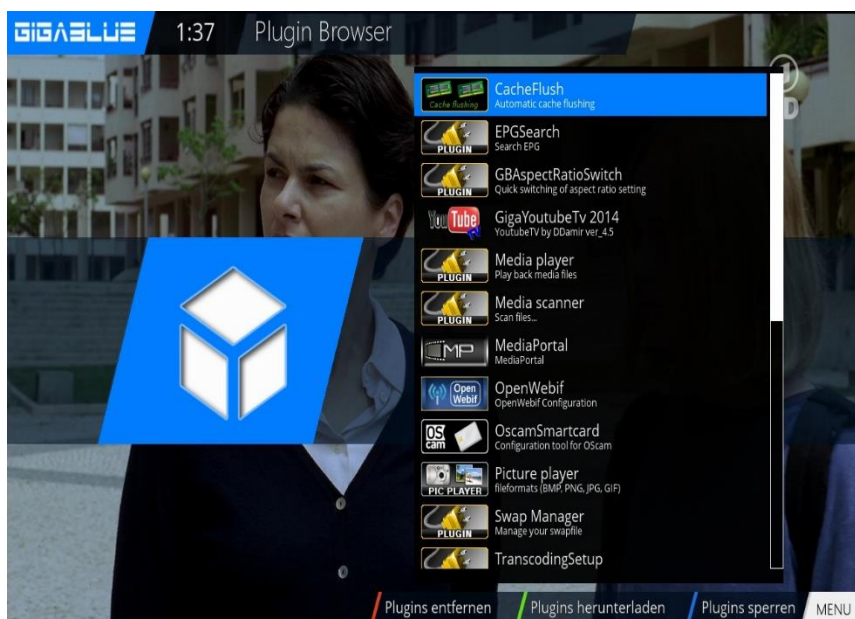 GIGABLUE 1:37 Plugin Browser
Cache flushing
CacheFlush
Automatic cache flushing
PLUGIN
EPGSearch
Search EPG
PLUGIN
GBAspectRatioSwitch
Quick switching of aspect ratio setting
You Tube
GigaYoutubeTv 2014
YoutubeTV by DDamir ver_4.5
PLUGIN
Media player
Play back media files
PLUGIN
Media scanner
Scan files...
MP
MediaPortal
MediaPortal
Open Webif
OpenWebif
OpenWebif Configuration
OS cam
OscamSmartcard
Configuration tool for OScam
PIC PLAYER
Picture player
fileformats (BMP, PNG, JPG, GIF)
PLUGIN
Swap Manager
Manage your swapfile
PLUGIN
TranscodingSetup
Plugins entfernen
Plugins herunterladen
Plugins sperren
MENU